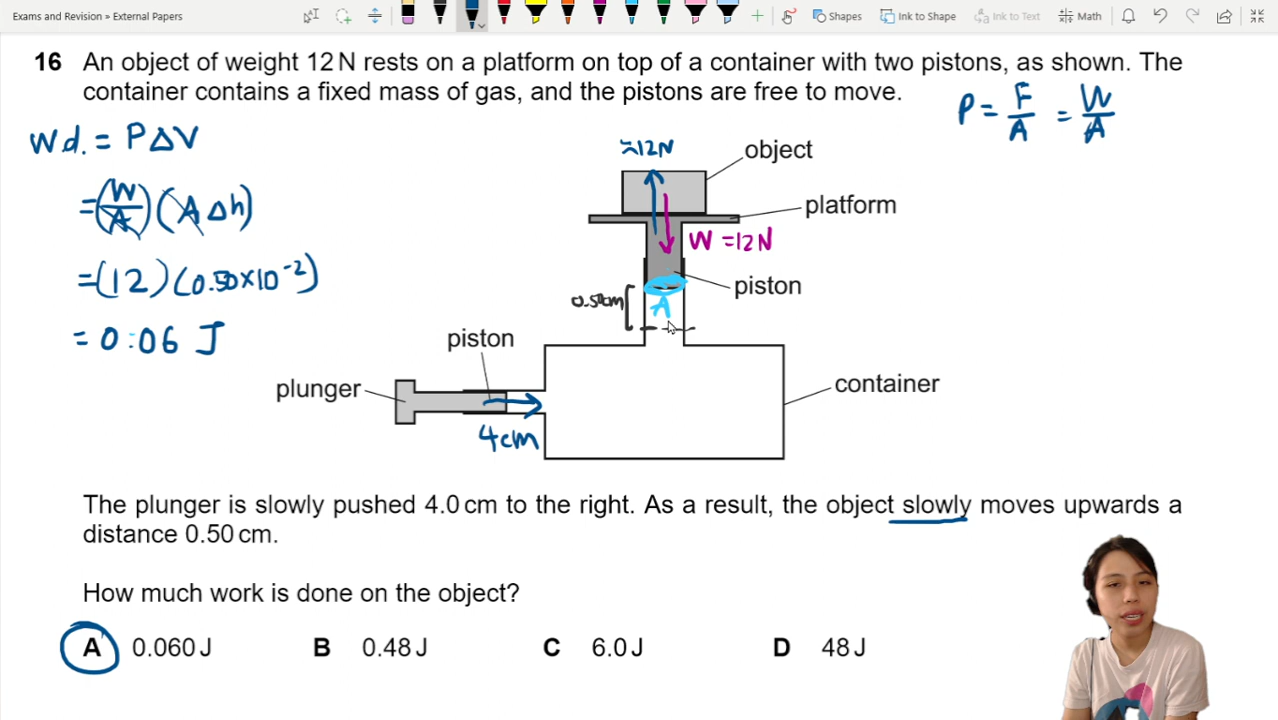 Exams and Revision » External Papers
Shapes
Ink to Shape
Ink to Text
Math
16 An object of weight 12 N rests on a platform on top of a container with two pistons, as shown. The
container contains a fixed mass of gas, and the pistons are free to move.
P = F/A = W/A
Wd. = PΔV
= (W/A)(AΔh)
= (12)(0.50×10⁻²)
= 0.06 J
≈12N
object
platform
W = 12N
piston
0.50cm
A
piston
plunger
container
4cm
The plunger is slowly pushed 4.0 cm to the right. As a result, the object slowly moves upwards a
distance 0.50 cm.
How much work is done on the object?
A 0.060 J B 0.48 J C 6.0 J D 48 J